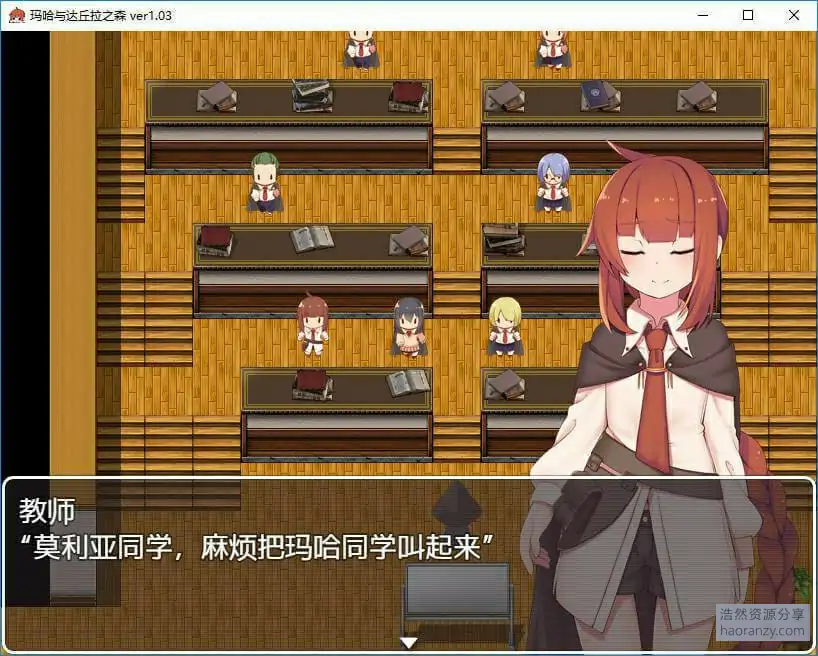 玛哈与达丘拉之森 ver1.03
教师
“莫利亚同学，麻烦把玛哈同学叫起来”
浩然资源分享
haoranzy.com